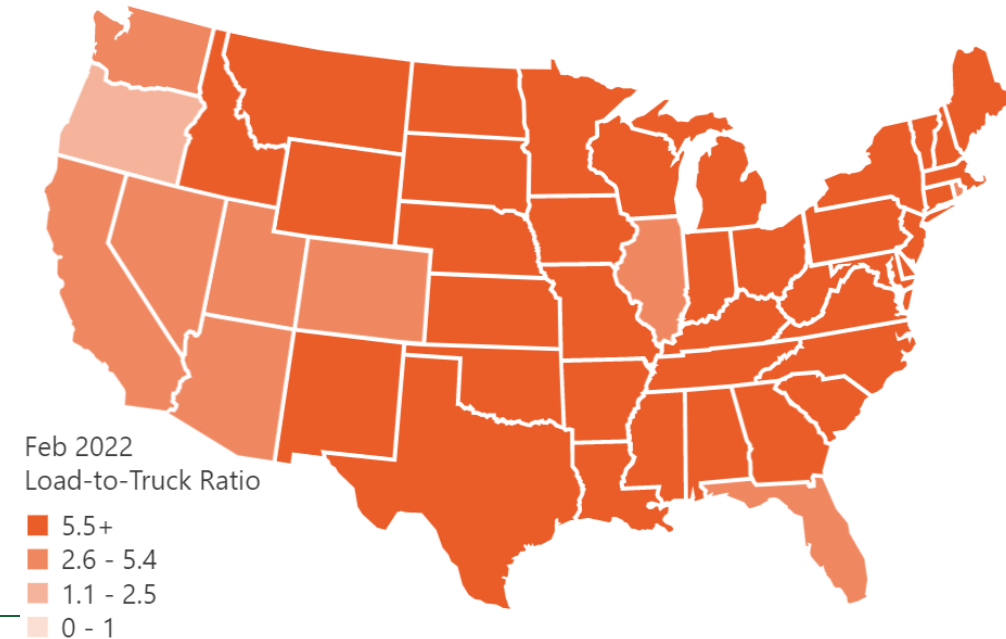 Feb 2022
Load-to-Truck Ratio
5.5+
2.6 - 5.4
1.1 - 2.5
0 - 1